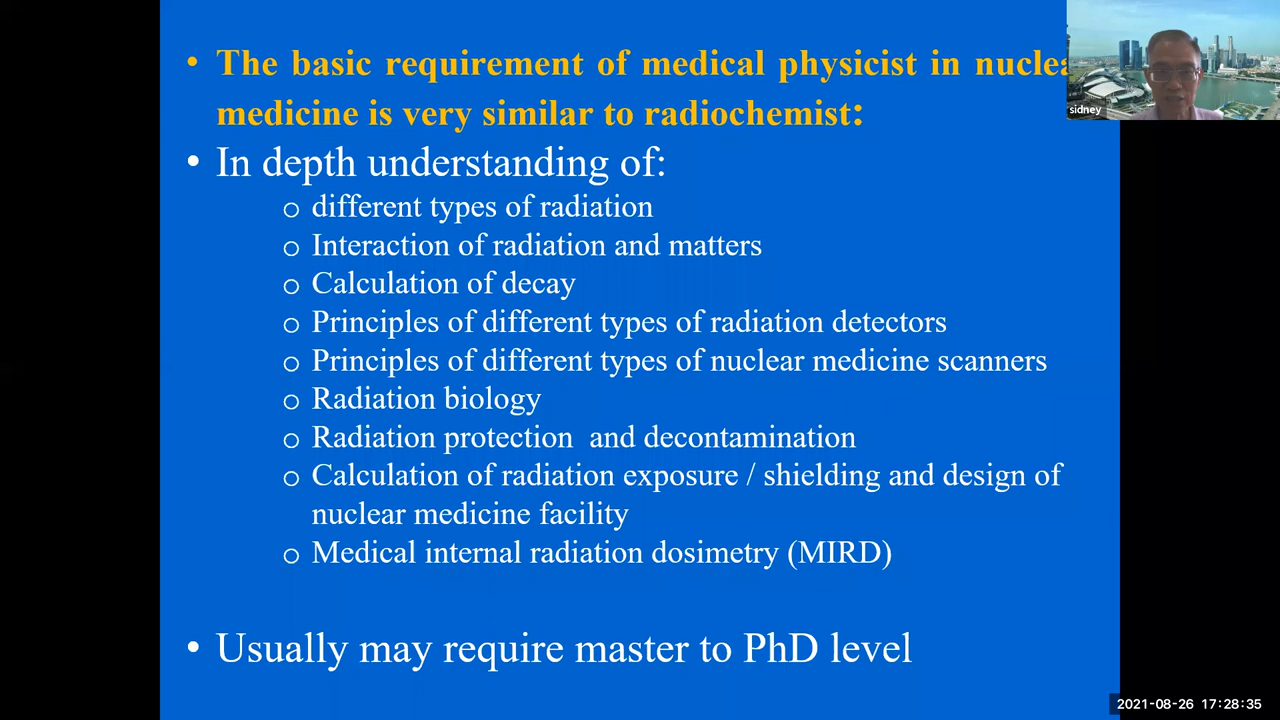 • The basic requirement of medical physicist in nuclea
medicine is very similar to radiochemist:
• In depth understanding of:
o different types of radiation
o Interaction of radiation and matters
o Calculation of decay
o Principles of different types of radiation detectors
o Principles of different types of nuclear medicine scanners
o Radiation biology
o Radiation protection  and decontamination
o Calculation of radiation exposure / shielding and design of
nuclear medicine facility
o Medical internal radiation dosimetry (MIRD)
• Usually may require master to PhD level
sidney
2021-08-26 17:28:35